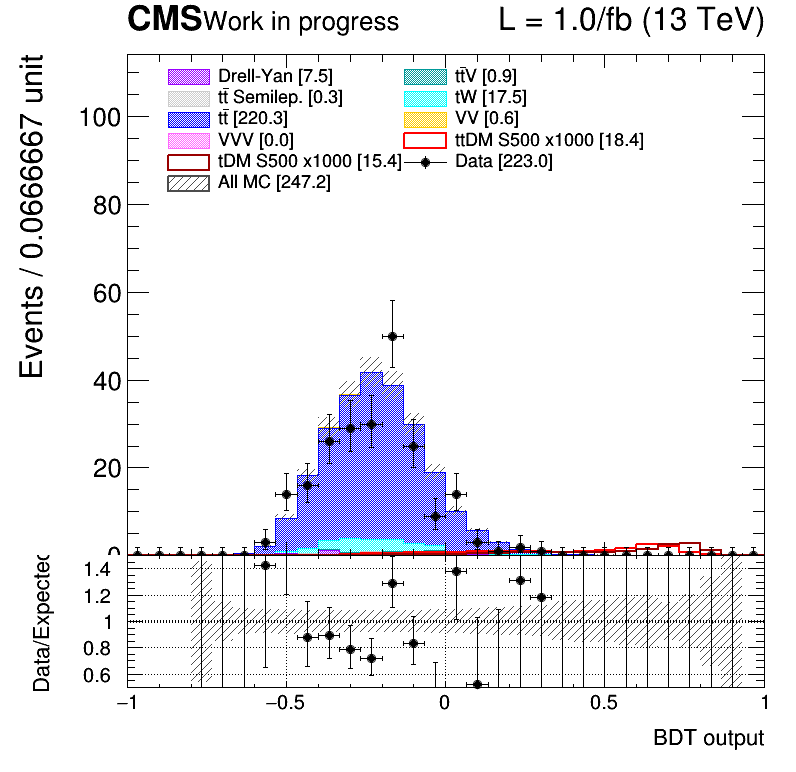 CMS Work in progress L = 1.0/fb (13 TeV)
Events / 0.0666667 unit
Drell-Yan [7.5] tt̄V [0.9]
tt̄ Semilep. [0.3] tW [17.5]
tt̄ [220.3] VV [0.6]
VVV [0.0] ttDM S500 x1000 [18.4]
tDM S500 x1000 [15.4] Data [223.0]
All MC [247.2]
100
80
60
40
20
0
Data/Expected
1.4
1.2
1
0.8
0.6
−1 −0.5 0 0.5 1
BDT output